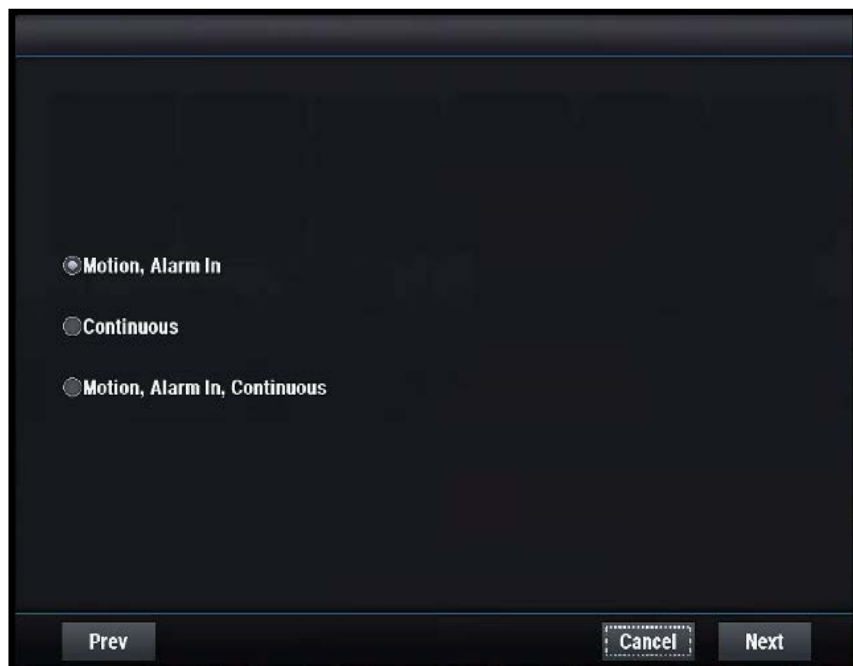 Motion, Alarm In
Continuous
Motion, Alarm In, Continuous
Prev Cancel Next